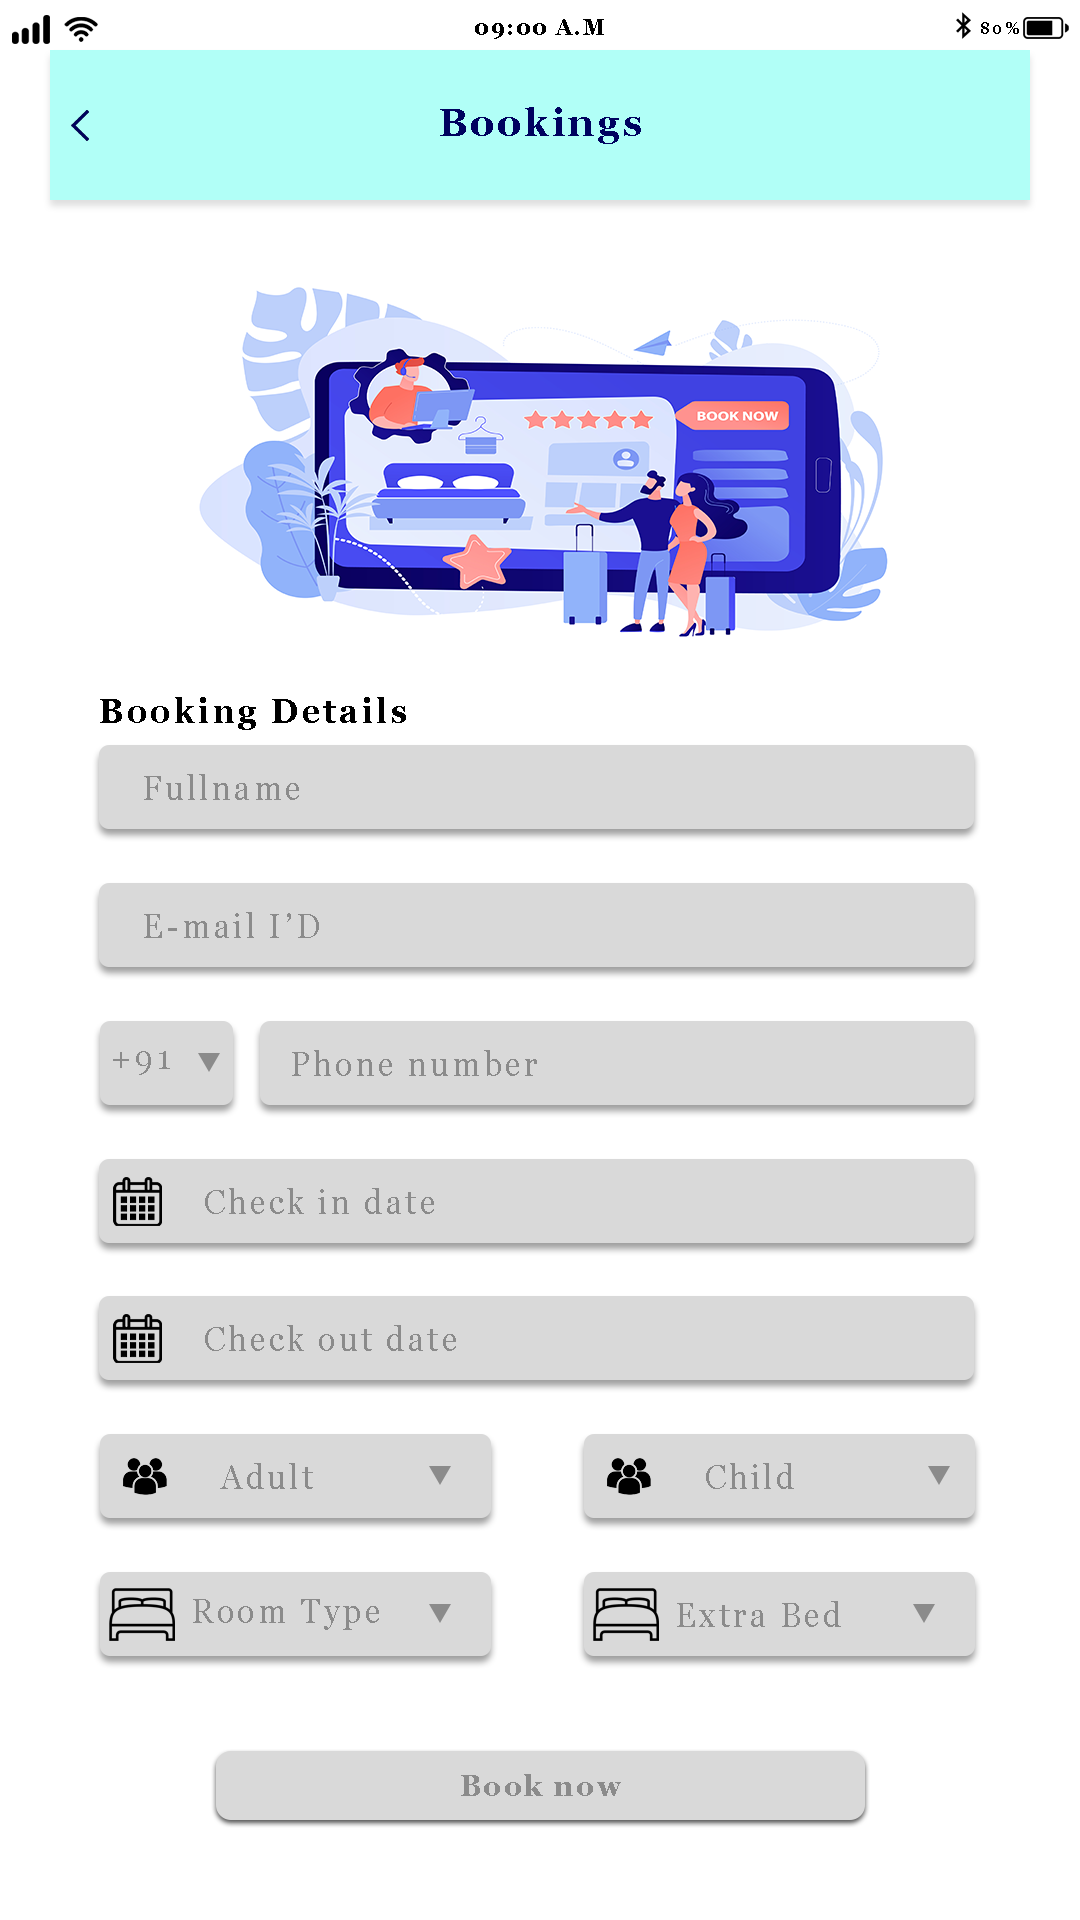 09:00 A.M
80%
Bookings
BOOK NOW
Booking Details
Fullname
E-mail I’D
+91 ▼ Phone number
Check in date
Check out date
Adult ▼ Child ▼
Room Type ▼ Extra Bed ▼
Book now